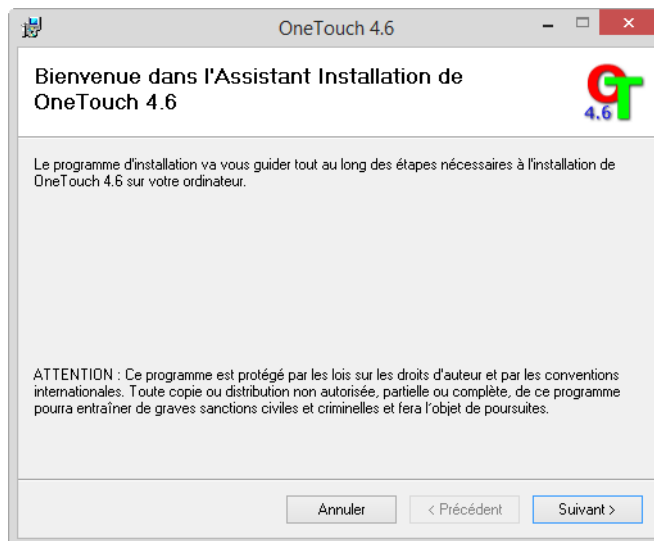 OneTouch 4.6
Bienvenue dans l'Assistant Installation de
OneTouch 4.6
OT
4.6
Le programme d'installation va vous guider tout au long des étapes nécessaires à l'installation de
OneTouch 4.6 sur votre ordinateur.
ATTENTION : Ce programme est protégé par les lois sur les droits d'auteur et par les conventions
internationales. Toute copie ou distribution non autorisée, partielle ou complète, de ce programme
pourra entraîner de graves sanctions civiles et criminelles et fera l'objet de poursuites.
Annuler
< Précédent
Suivant >